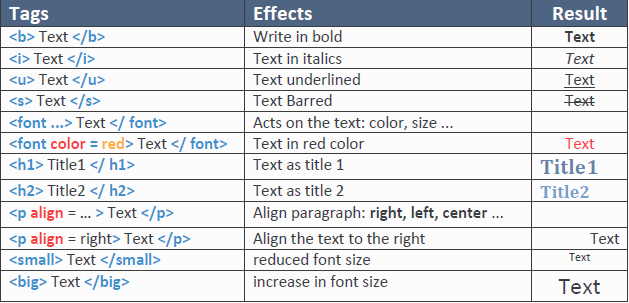 Tags Effects Result
<b> Text </b> Write in bold Text
<i> Text </i> Text in italics Text
<u> Text </u> Text underlined Text
<s> Text </s> Text Barred Text
<font ...> Text </ font> Acts on the text: color, size ...
<font color = red> Text </ font> Text in red color Text
<h1> Title1 </ h1> Text as title 1 Title1
<h2> Title2 </ h2> Text as title 2 Title2
<p align = ... > Text </p> Align paragraph: right, left, center ...
<p align = right> Text </p> Align the text to the right Text
<small> Text </small> reduced font size Text
<big> Text </big> increase in font size Text